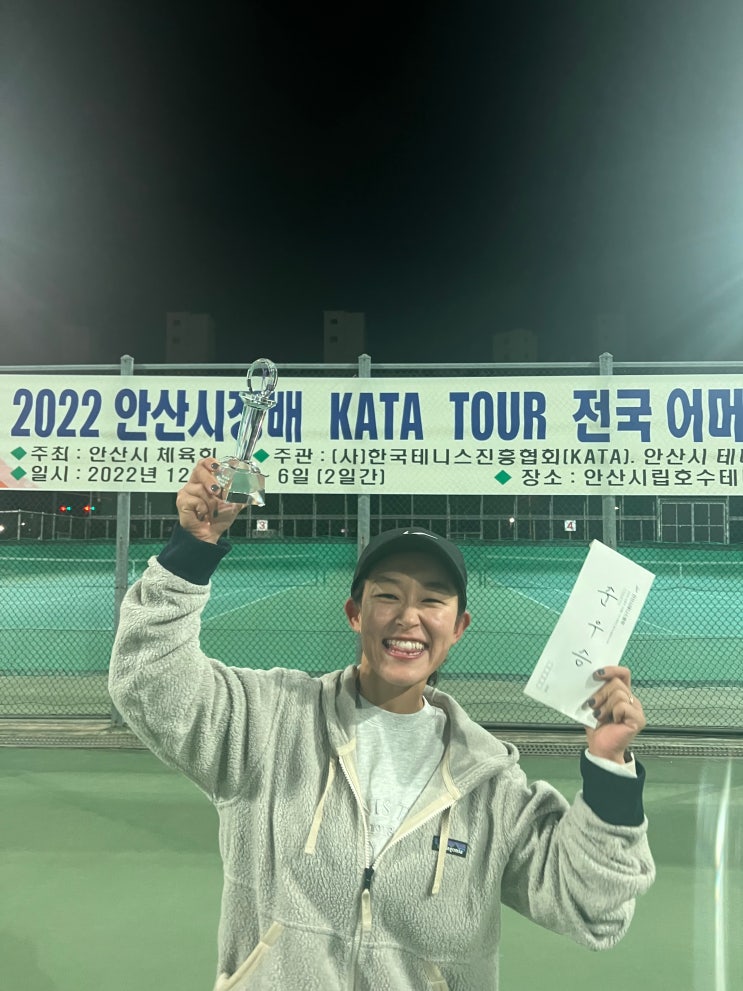 2022 안산시장배 KATA TOUR 전국 어머
◆주최 : 안산시 체육회 ◆주관 : (사)한국테니스진흥협회(KATA). 안산시 테니
◆일시 : 2022년 12 6일 (2일간) ◆ 장소 : 안산시립호수테
3
4